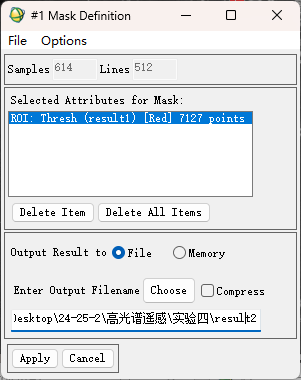 #1 Mask Definition
File Options
Samples 614 Lines 512
Selected Attributes for Mask:
ROI: Thresh (result1) [Red] 7127 points
Delete Item Delete All Items
Output Result to File Memory
Enter Output Filename Choose Compress
Desktop\24-25-2\高光谱遥感\实验四\result2
Apply Cancel